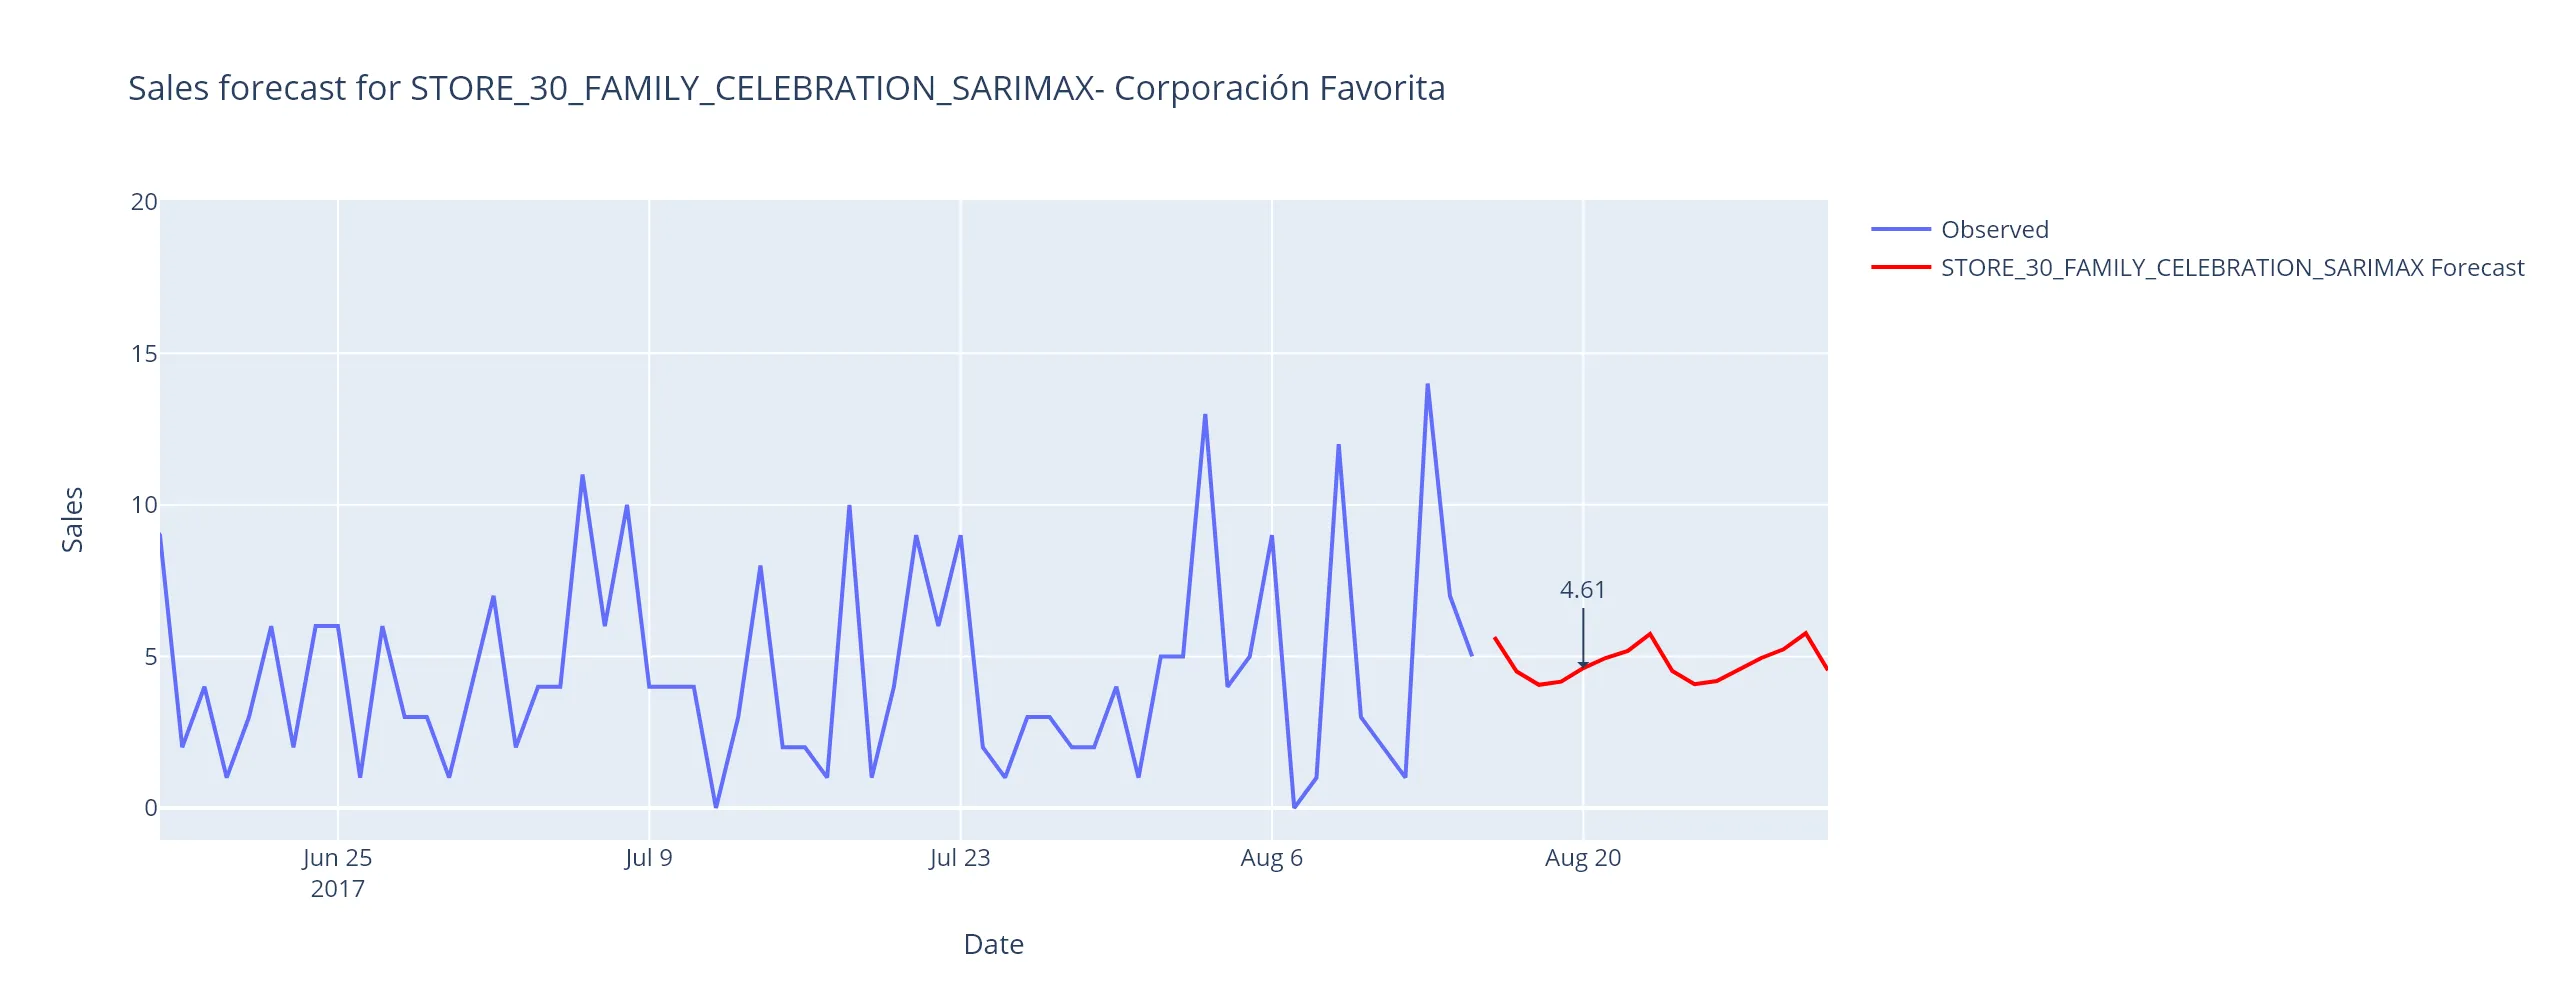 Sales forecast for STORE_30_FAMILY_CELEBRATION_SARIMAX- Corporación Favorita
20
15
10
5
0
Sales
4.61
Jun 25
2017
Jul 9
Jul 23
Aug 6
Aug 20
Date
Observed
STORE_30_FAMILY_CELEBRATION_SARIMAX Forecast